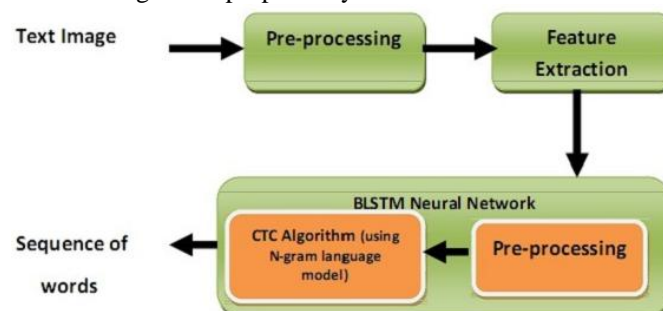 Text Image
Pre-processing
Feature
Extraction
BLSTM Neural Network
CTC Algorithm (using
N-gram language
model)
Pre-processing
Sequence of
words